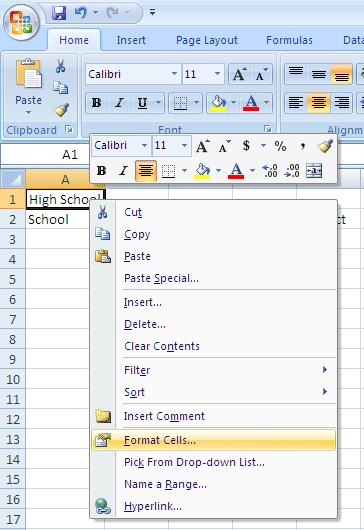 Home Insert Page Layout Formulas
Calibri 11 A A
Paste B I U A
Clipboard Font Alignm
A1 Calibri 11 A A $ % ,
B I A .00 .0 a
A
1 High School
2 School ct
3
4
5
6
7
8
9
10
11
12
13
14
15
16
17
Cut
Copy
Paste
Paste Special...
Insert...
Delete...
Clear Contents
Filter
Sort
Insert Comment
Format Cells...
Pick From Drop-down List...
Name a Range...
Hyperlink...